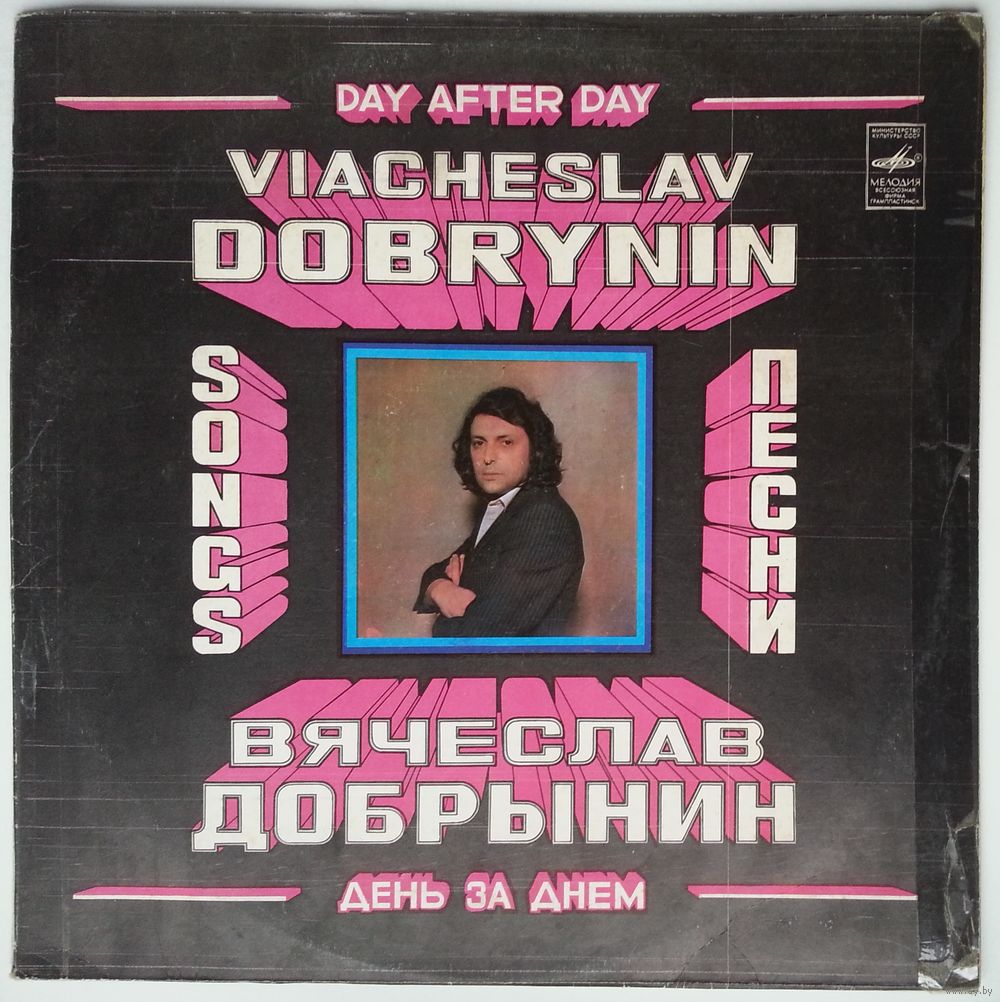 DAY AFTER DAY
VIACHESLAV
DOBRYNIN
МИНИСТЕРСТВО
КУЛЬТУРЫ СССР
МЕЛОДИЯ
ВСЕСОЮЗНАЯ
ФИРМА
ГРАМПЛАСТИНОК
SONGS
ПЕСНИ
ВЯЧЕСЛАВ
ДОБРЫНИН
ДЕНЬ ЗА ДНЕМ